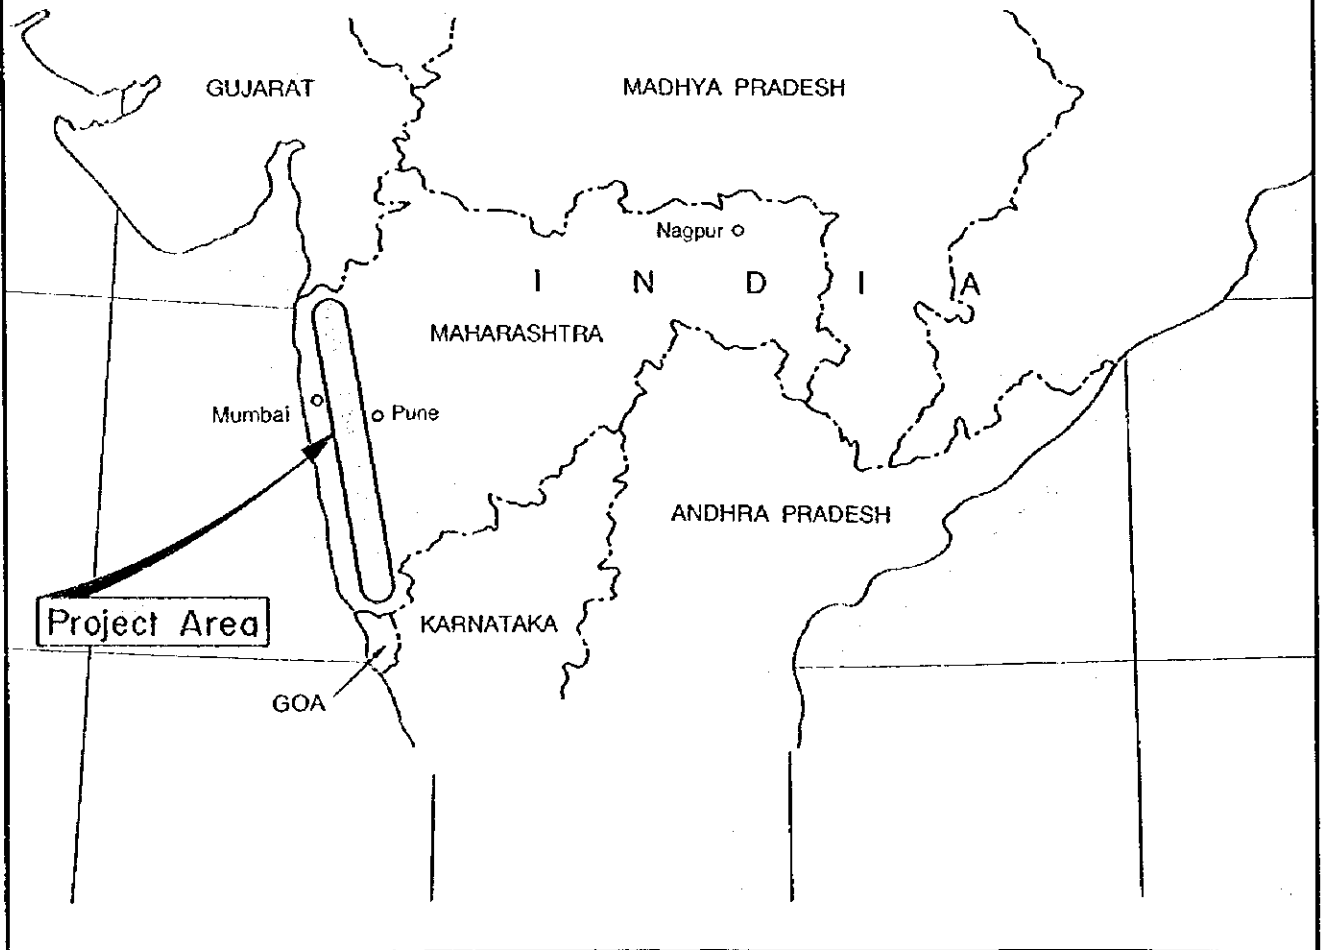 GUJARAT
MADHYA PRADESH
Nagpur
I N D I A
MAHARASHTRA
Mumbai
Pune
ANDHRA PRADESH
Project Area
KARNATAKA
GOA